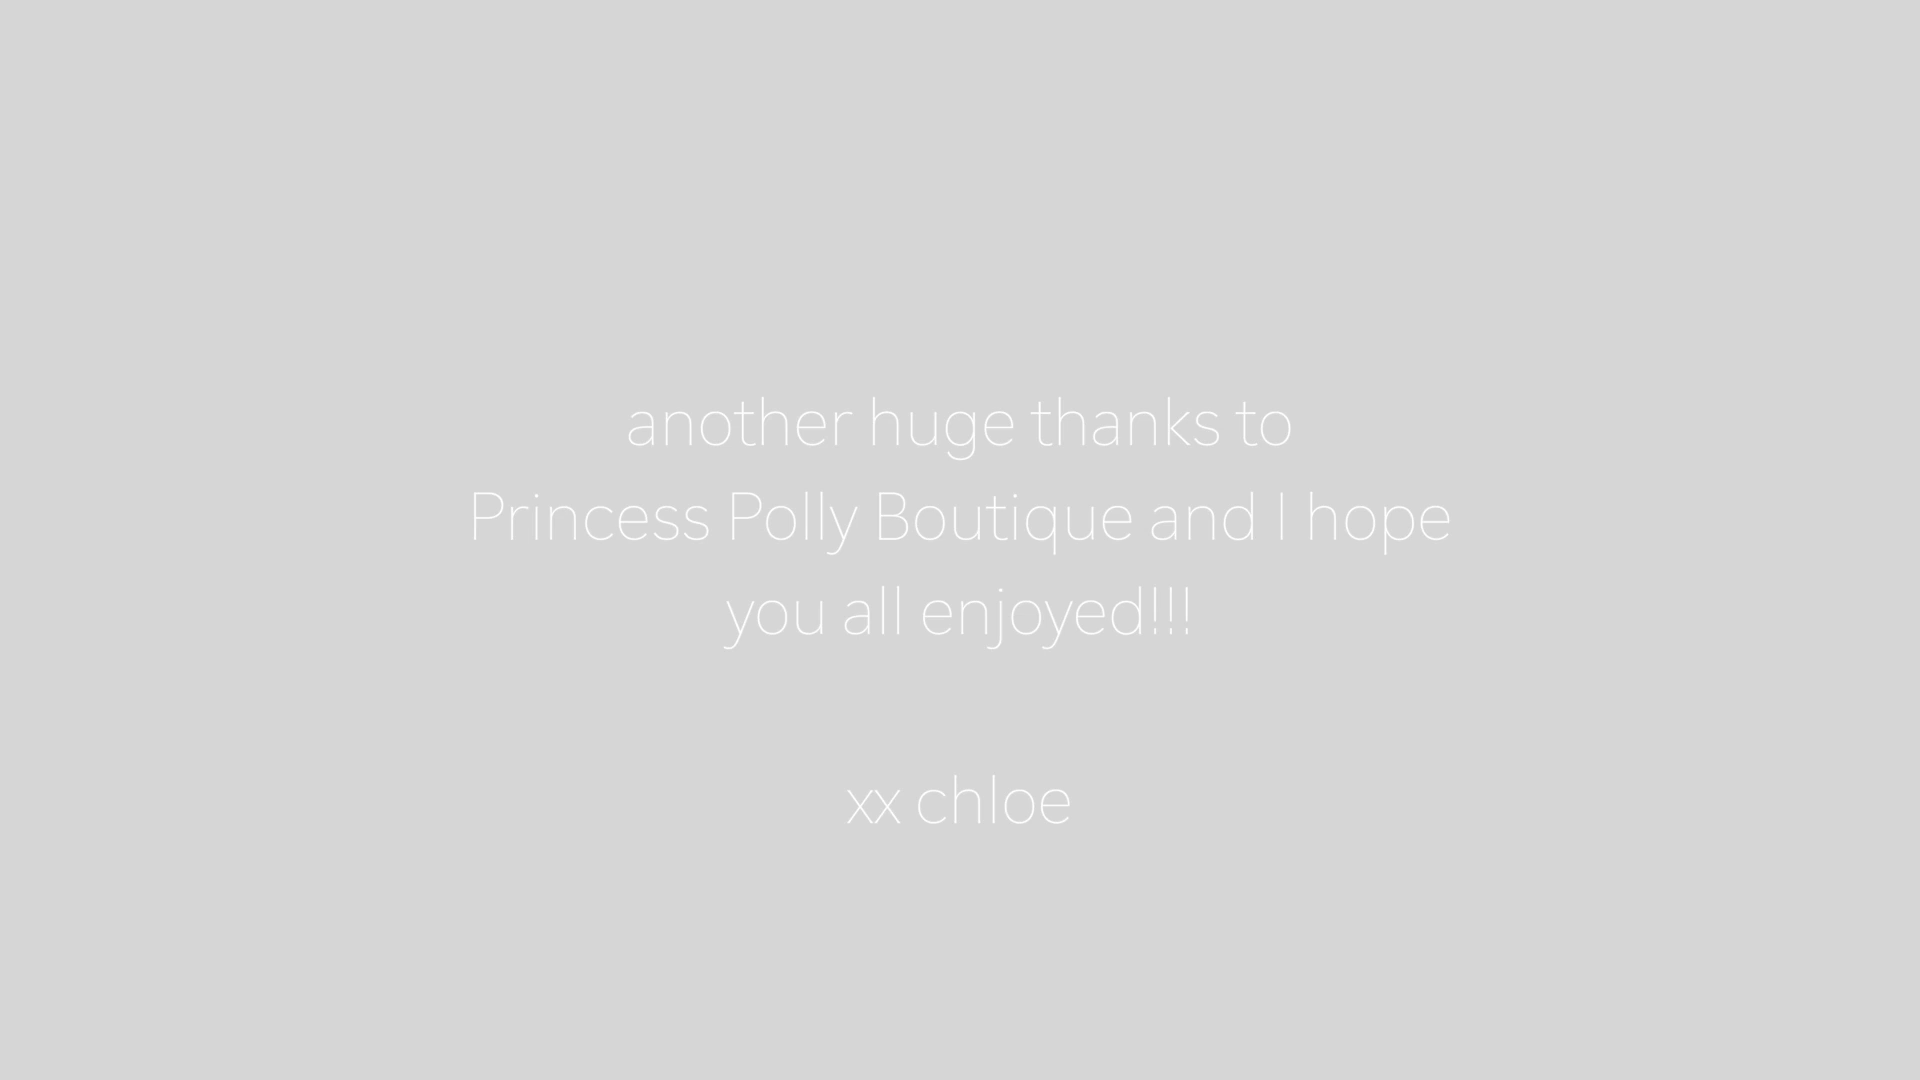 another huge thanks to
Princess Polly Boutique and I hope
you all enjoyed!!!
xx chloe